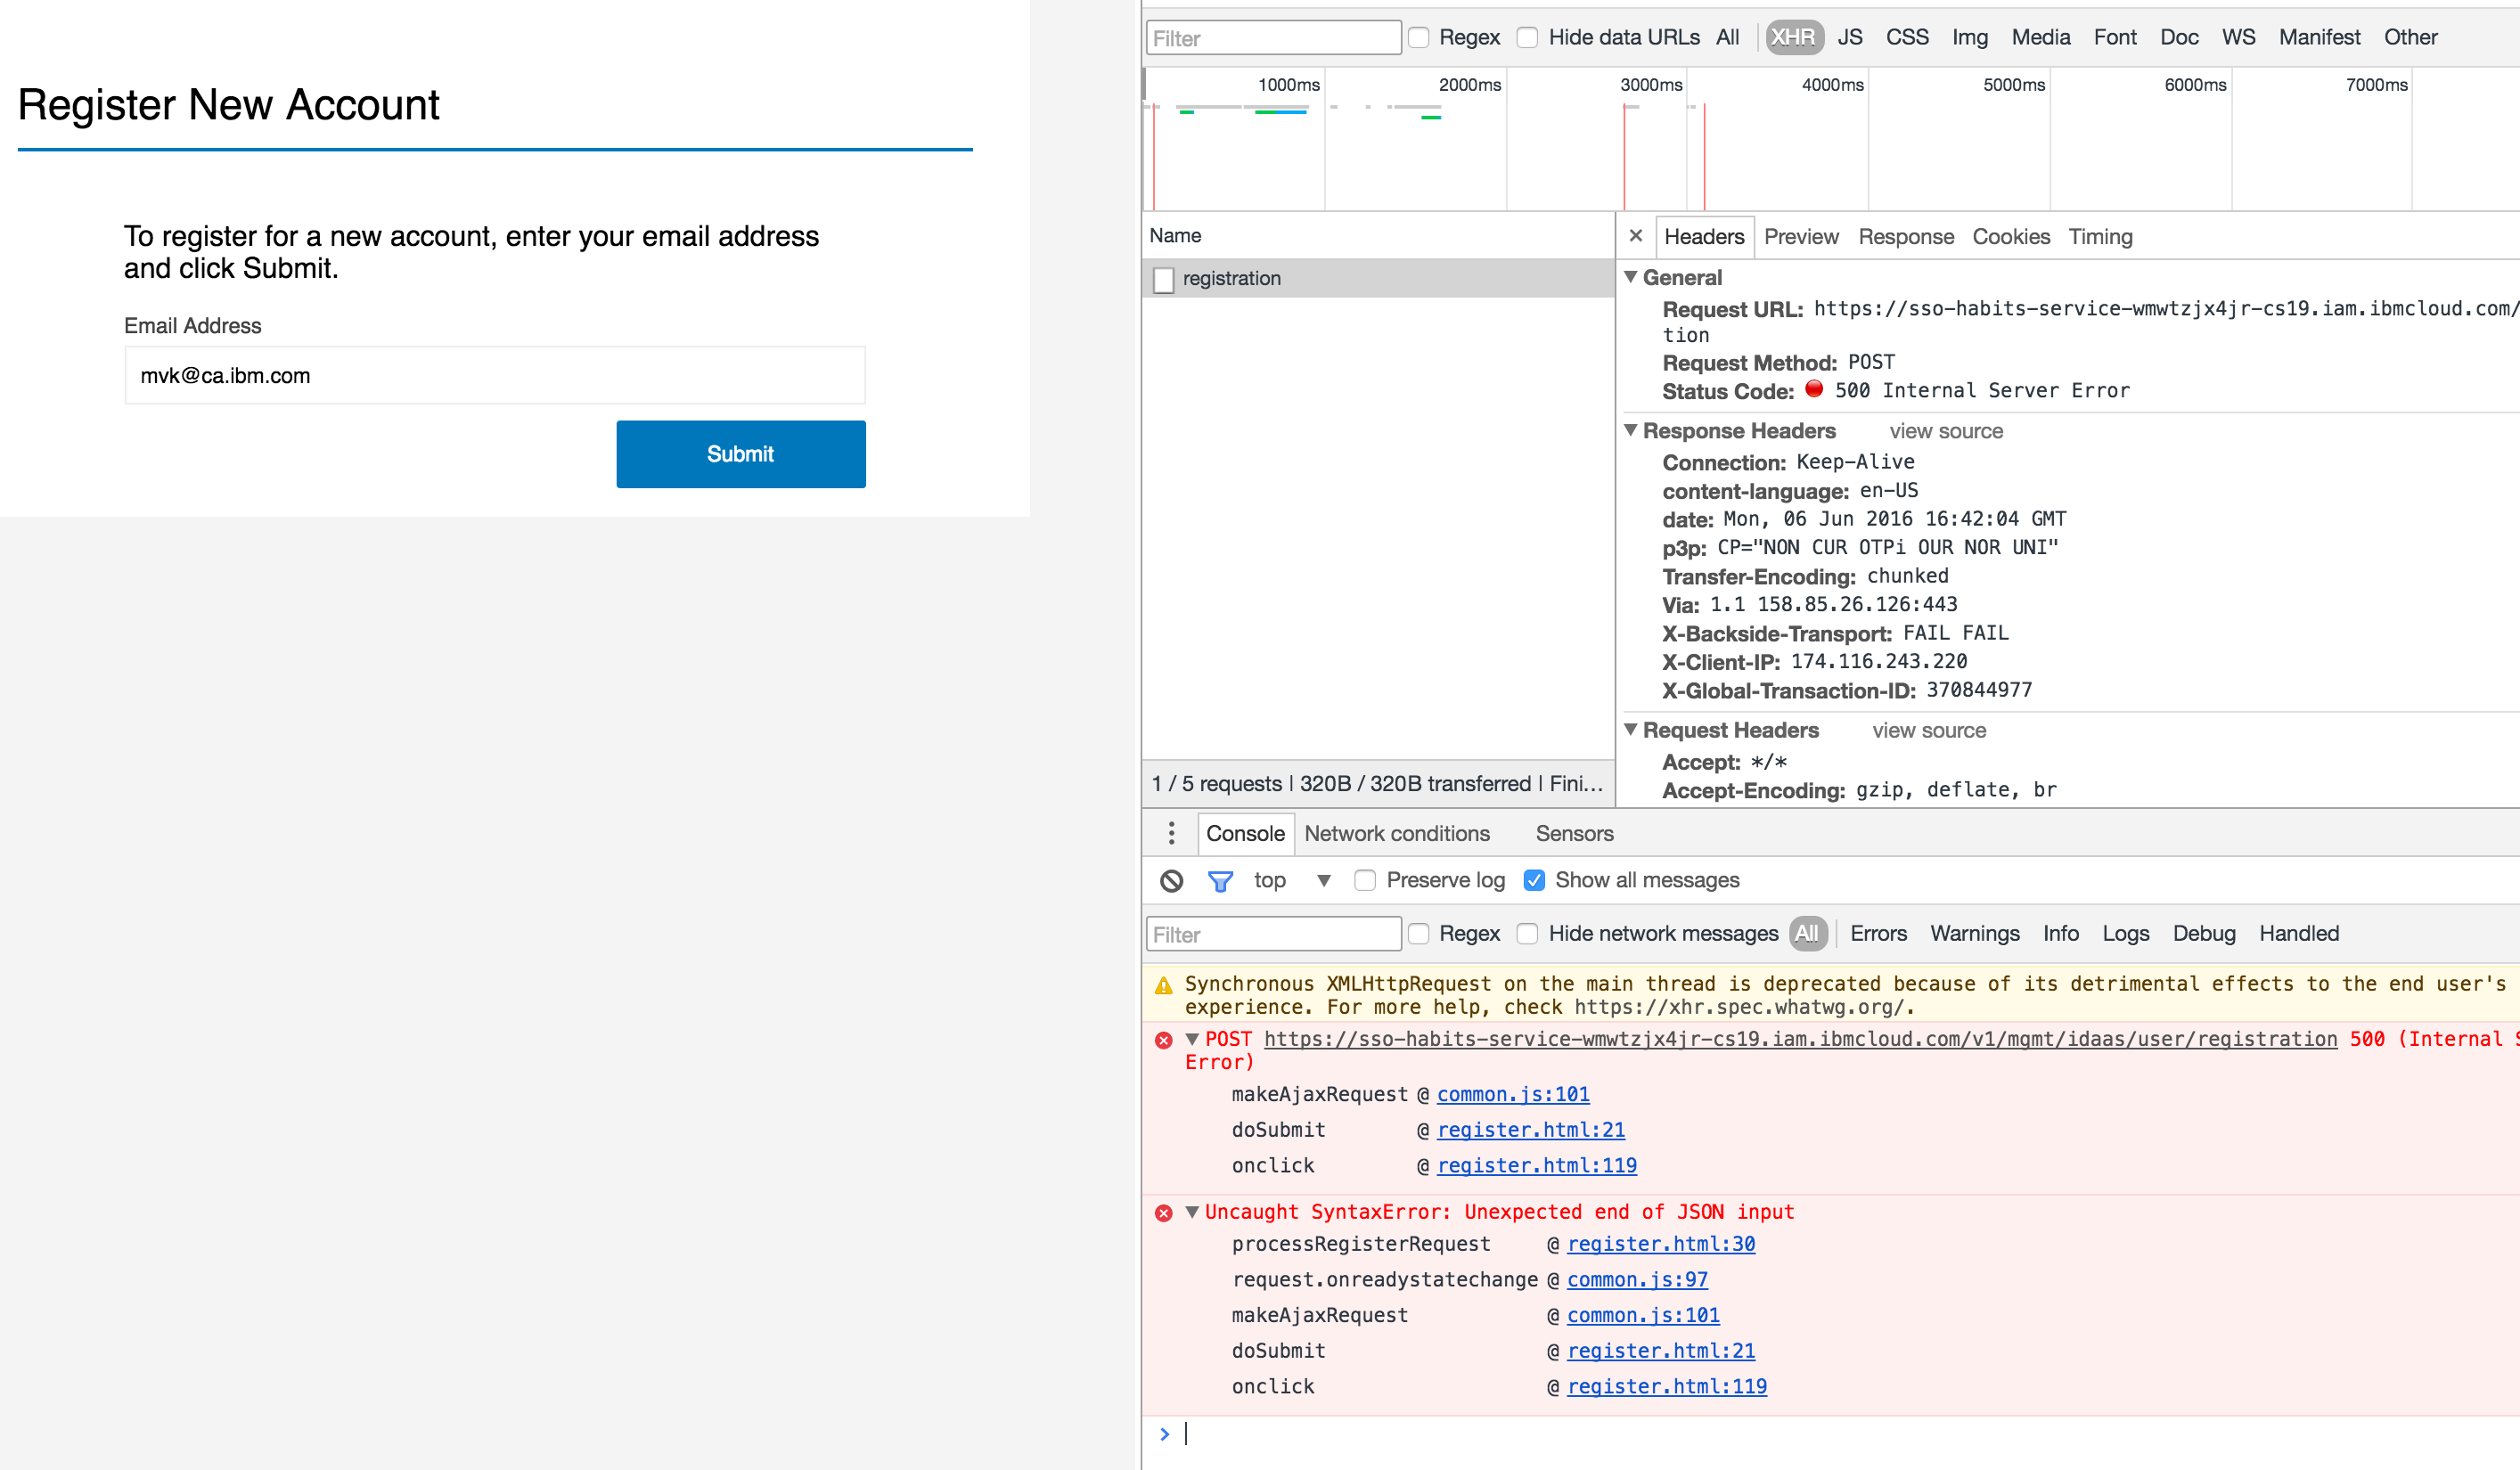 Register New Account
To register for a new account, enter your email address
and click Submit.
Email Address
mvk@ca.ibm.com
Submit
Filter Regex Hide data URLs All XHR JS CSS Img Media Font Doc WS Manifest Other
1000ms 2000ms 3000ms 4000ms 5000ms 6000ms 7000ms
Name
registration
1 / 5 requests | 320B / 320B transferred | Fini...
× Headers Preview Response Cookies Timing
General
Request URL: https://sso-habits-service-wmwtzjx4jr-cs19.iam.ibmcloud.com/
tion
Request Method: POST
Status Code: 500 Internal Server Error
Response Headers view source
Connection: Keep-Alive
content-language: en-US
date: Mon, 06 Jun 2016 16:42:04 GMT
p3p: CP="NON CUR OTPi OUR NOR UNI"
Transfer-Encoding: chunked
Via: 1.1 158.85.26.126:443
X-Backside-Transport: FAIL FAIL
X-Client-IP: 174.116.243.220
X-Global-Transaction-ID: 370844977
Request Headers view source
Accept: */*
Accept-Encoding: gzip, deflate, br
Console Network conditions Sensors
top Preserve log Show all messages
Filter Regex Hide network messages All Errors Warnings Info Logs Debug Handled
Synchronous XMLHttpRequest on the main thread is deprecated because of its detrimental effects to the end user's
experience. For more help, check https://xhr.spec.whatwg.org/.
POST https://sso-habits-service-wmwtzjx4jr-cs19.iam.ibmcloud.com/v1/mgmt/idaas/user/registration 500 (Internal
Error)
makeAjaxRequest @ common.js:101
doSubmit @ register.html:21
onclick @ register.html:119
Uncaught SyntaxError: Unexpected end of JSON input
processRegisterRequest @ register.html:30
request.onreadystatechange @ common.js:97
makeAjaxRequest @ common.js:101
doSubmit @ register.html:21
onclick @ register.html:119
>